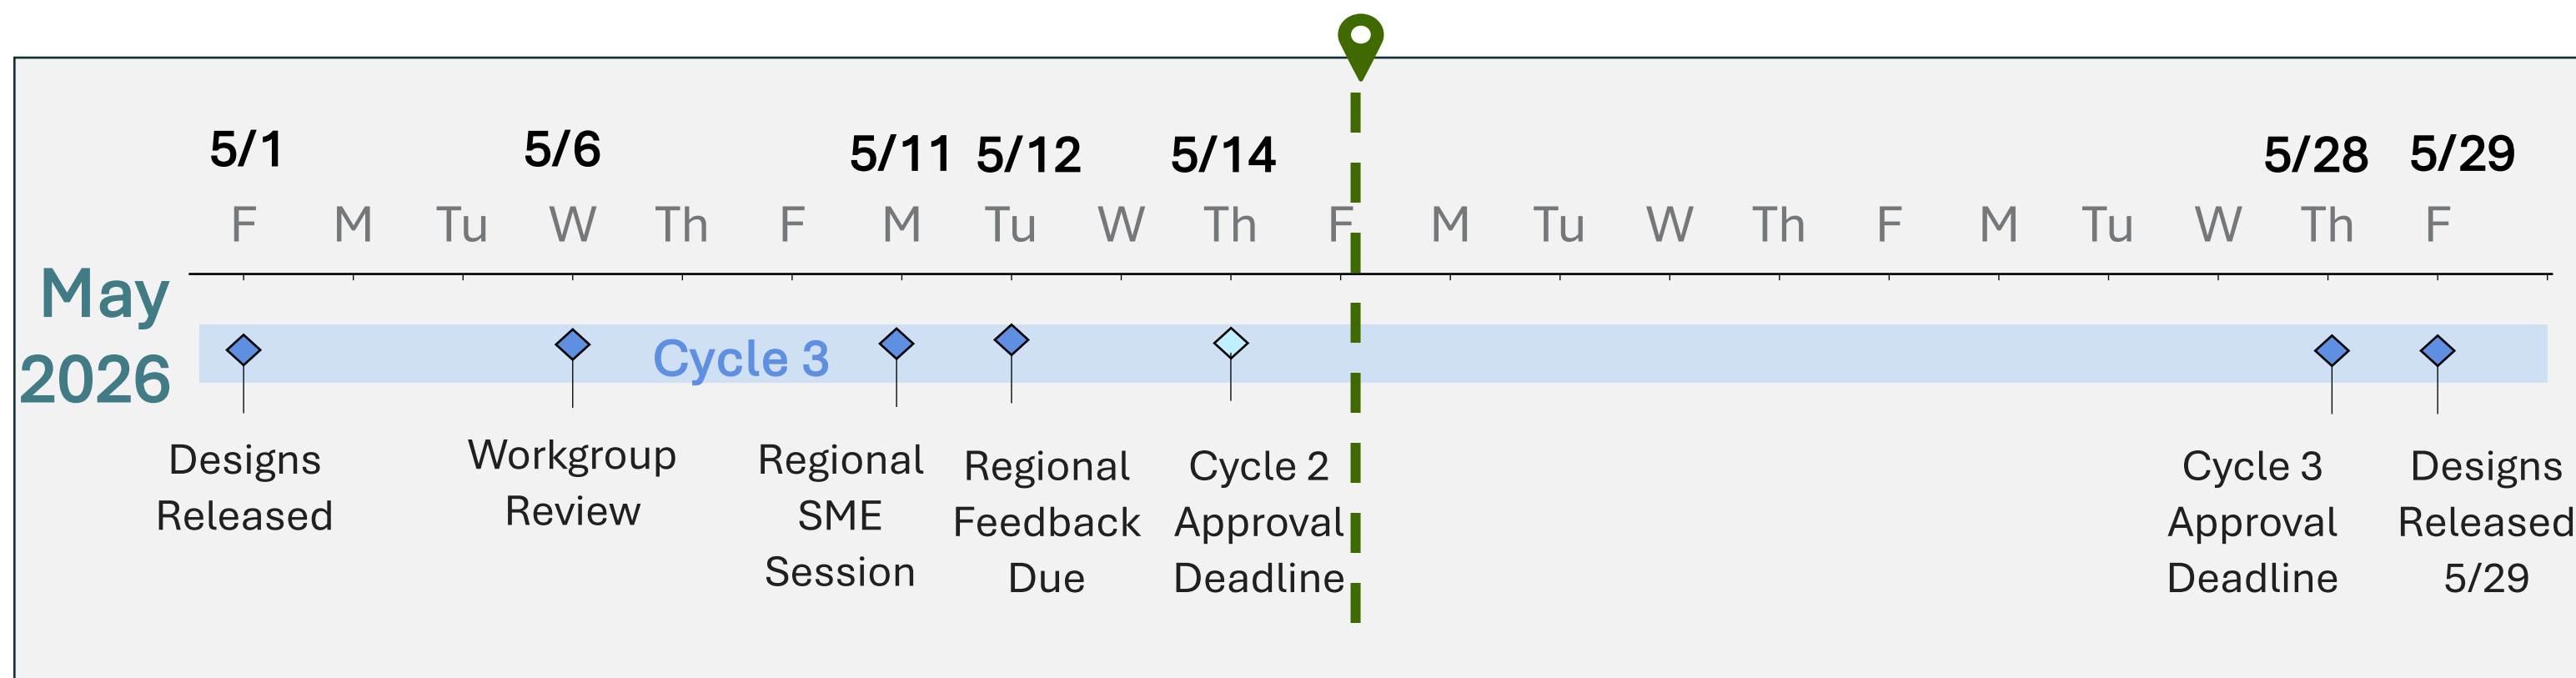 5/1 5/6 5/11 5/12 5/14 5/28 5/29
F M Tu W Th F M Tu W Th F M Tu W Th F M Tu W Th F
May
2026
Cycle 3
Designs
Released
Workgroup
Review
Regional
SME
Session
Regional
Feedback
Due
Cycle 2
Approval
Deadline
Cycle 3
Approval
Deadline
Designs
Released
5/29